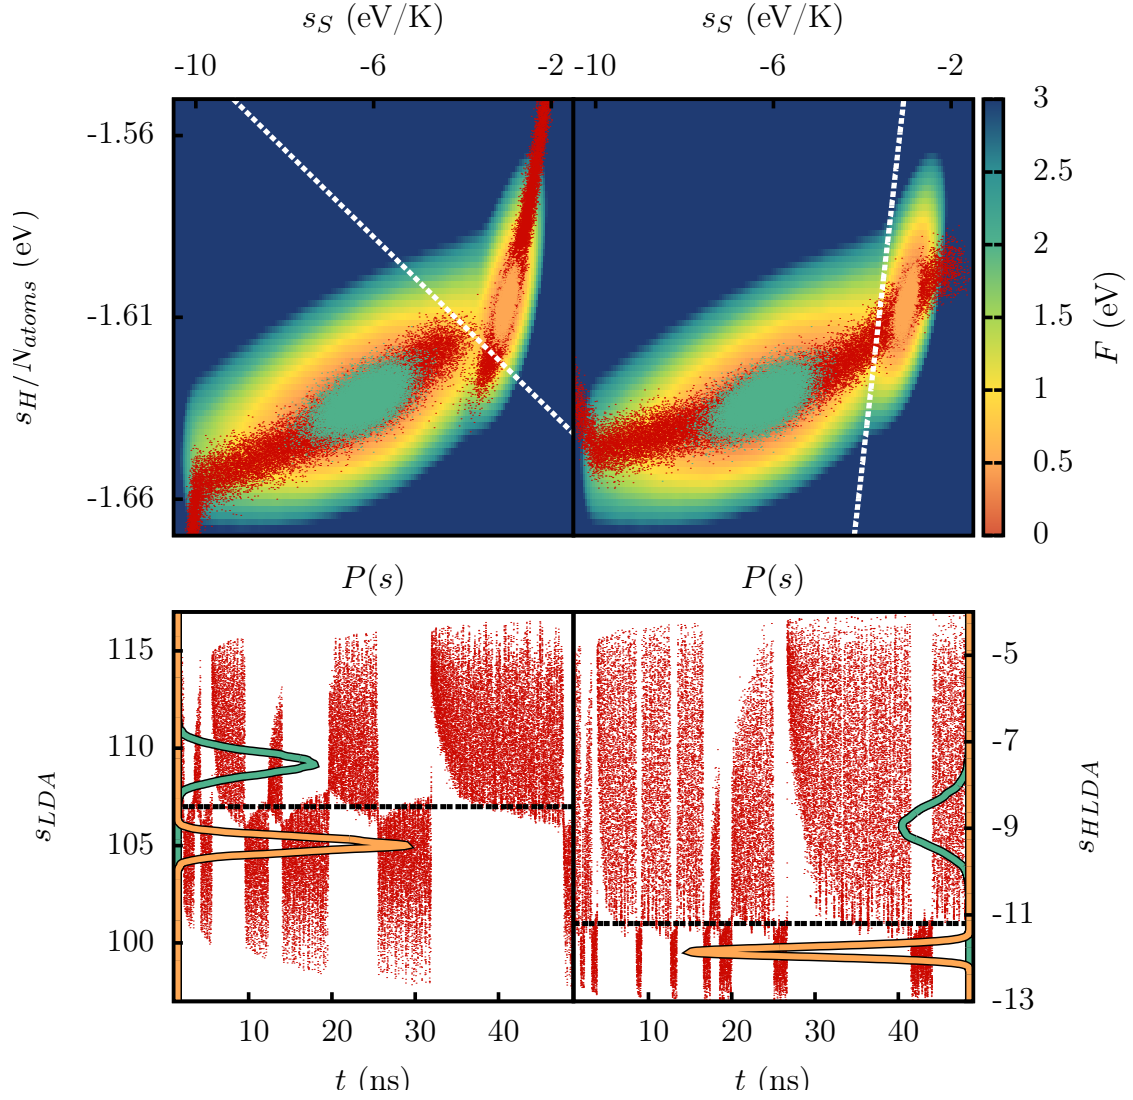 s_S (eV/K) s_S (eV/K)
-10 -6 -2 -10 -6 -2
-1.56
-1.61
-1.66
s_H/N_atoms (eV)
3
2.5
2
1.5
1
0.5
0
F (eV)
P(s) P(s)
115
110
105
100
s_LDA
-5
-7
-9
-11
-13
s_HLDA
10 20 30 40 10 20 30 40
t (ns) t (ns)